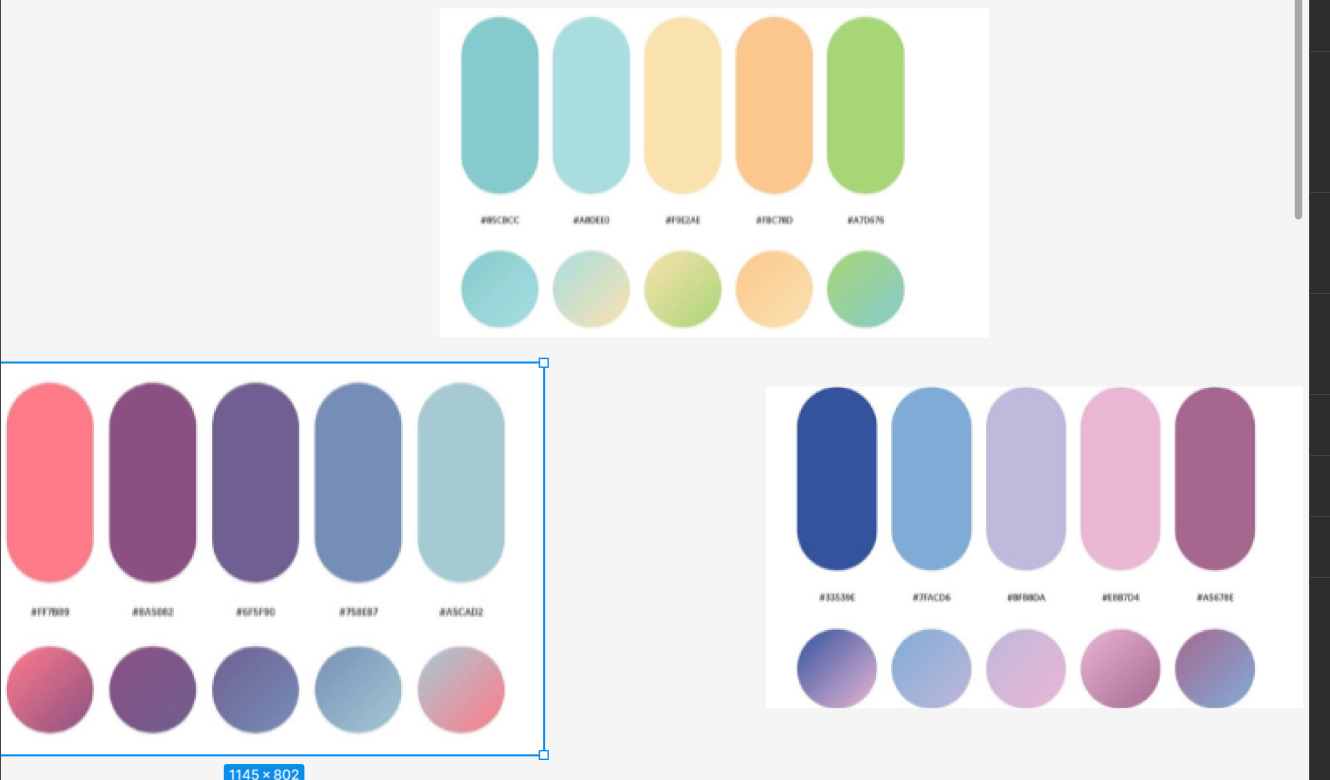 #85CBCC #A8DEE0 #F9E2AE #FBC78D #A7D676
#FF7B89 #8A5082 #6F5F90 #758EB7 #A5CAD2
#33539E #7FACD6 #BFB8DA #E8B7D4 #A5678E
1145 × 802